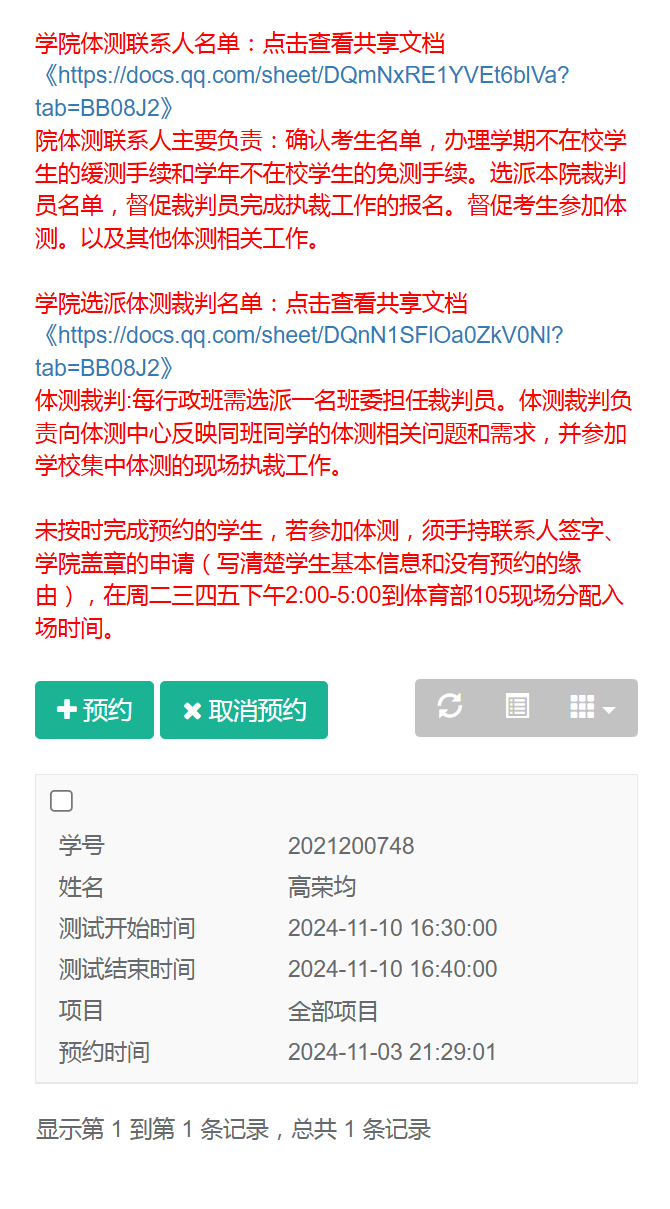 学院体测联系人名单：点击查看共享文档
《https://docs.qq.com/sheet/DQmNxRE1YVEt6blVa?
tab=BB08J2》
院体测联系人主要负责：确认考生名单，办理学期不在校学
生的缓测手续和学年不在校学生的免测手续。选派本院裁判
员名单，督促裁判员完成执裁工作的报名。督促考生参加体
测。以及其他体测相关工作。
学院选派体测裁判名单：点击查看共享文档
《https://docs.qq.com/sheet/DQnN1SFlOa0ZkV0Nl?
tab=BB08J2》
体测裁判:每行政班需选派一名班委担任裁判员。体测裁判负
责向体测中心反映同班同学的体测相关问题和需求，并参加
学校集中体测的现场执裁工作。
未按时完成预约的学生，若参加体测，须手持联系人签字、
学院盖章的申请（写清楚学生基本信息和没有预约的缘
由），在周二三四五下午2:00-5:00到体育部105现场分配入
场时间。
预约 取消预约
学号 2021200748
姓名 高荣均
测试开始时间 2024-11-10 16:30:00
测试结束时间 2024-11-10 16:40:00
项目 全部项目
预约时间 2024-11-03 21:29:01
显示第 1 到第 1 条记录，总共 1 条记录